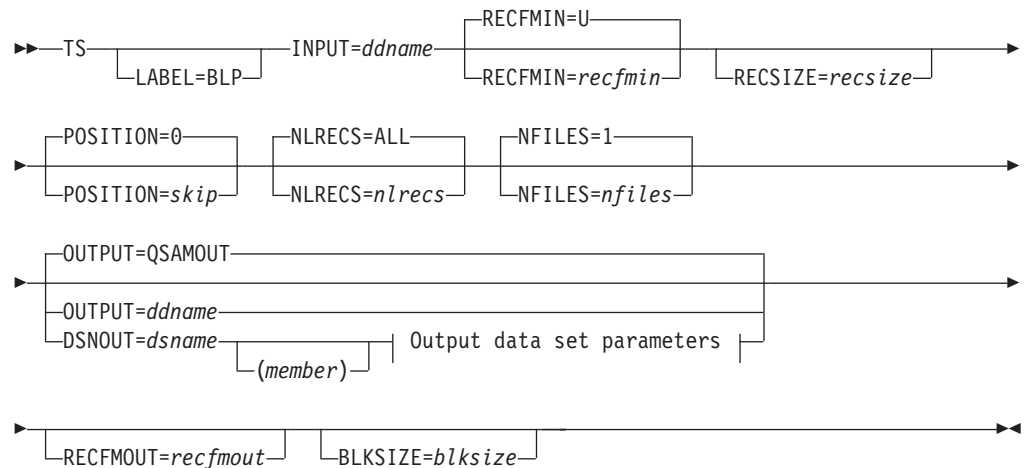 RECFMIN=U
TS INPUT=ddname
LABEL=BLP RECFMIN=recfmin RECSIZE=recsize
POSITION=0 NLRECS=ALL NFILES=1
POSITION=skip NLRECS=nlrecs NFILES=nfiles
OUTPUT=QSAMOUT
OUTPUT=ddname
DSNOUT=dsname Output data set parameters
(member)
RECFMOUT=recfmout BLKSIZE=blksize